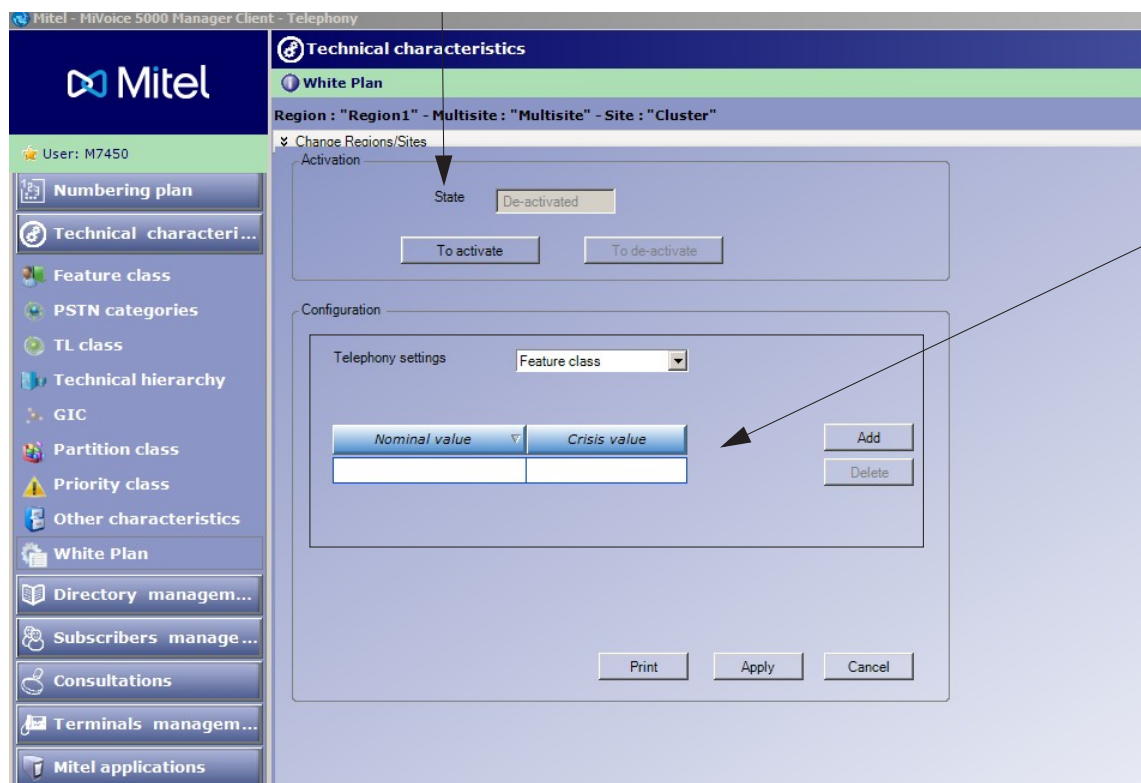 Mitel - MiVoice 5000 Manager Client - Telephony
Mitel
User: M7450
Numbering plan
Technical characteri...
Feature class
PSTN categories
TL class
Technical hierarchy
GIC
Partition class
Priority class
Other characteristics
White Plan
Directory managem...
Subscribers manage...
Consultations
Terminals managem...
Mitel applications
Technical characteristics
White Plan
Region : "Region1" - Multisite : "Multisite" - Site : "Cluster"
Change Regions/Sites
Activation
State De-activated
To activate To de-activate
Configuration
Telephony settings Feature class
Nominal value Crisis value Add
Delete
Print Apply Cancel